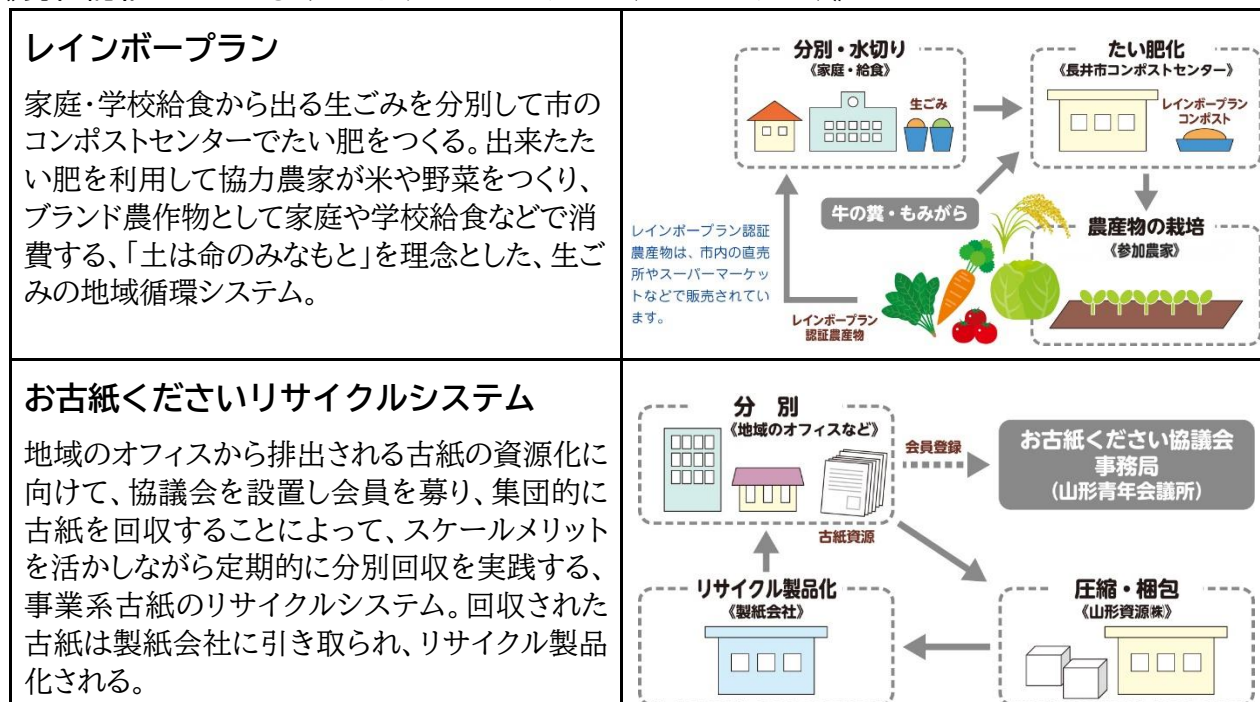 レインボープラン
家庭・学校給食から出る生ごみを分別して市の
コンポストセンターでたい肥をつくる。出来たた
い肥を利用して協力農家が米や野菜をつくり、
ブランド農作物として家庭や学校給食などで消
費する、「土は命のみなもと」を理念とした、生ご
みの地域循環システム。
分別・水切り
《家庭・給食》
生ごみ
たい肥化
《長井市コンポストセンター》
レインボープラン
コンポスト
牛の糞・もみがら
農産物の栽培
《参加農家》
レインボープラン認証
農産物は、市内の直売
所やスーパーマーケッ
トなどで販売されてい
ます。
レインボープラン
認証農産物
お古紙くださいリサイクルシステム
地域のオフィスから排出される古紙の資源化に
向けて、協議会を設置し会員を募り、集団的に
古紙を回収することによって、スケールメリット
を活かしながら定期的に分別回収を実践する、
事業系古紙のリサイクルシステム。回収された
古紙は製紙会社に引き取られ、リサイクル製品
化される。
分 別
《地域のオフィスなど》
古紙資源
会員登録
お古紙ください協議会
事務局
(山形青年会議所)
リサイクル製品化
《製紙会社》
圧縮・梱包
《山形資源㈱》